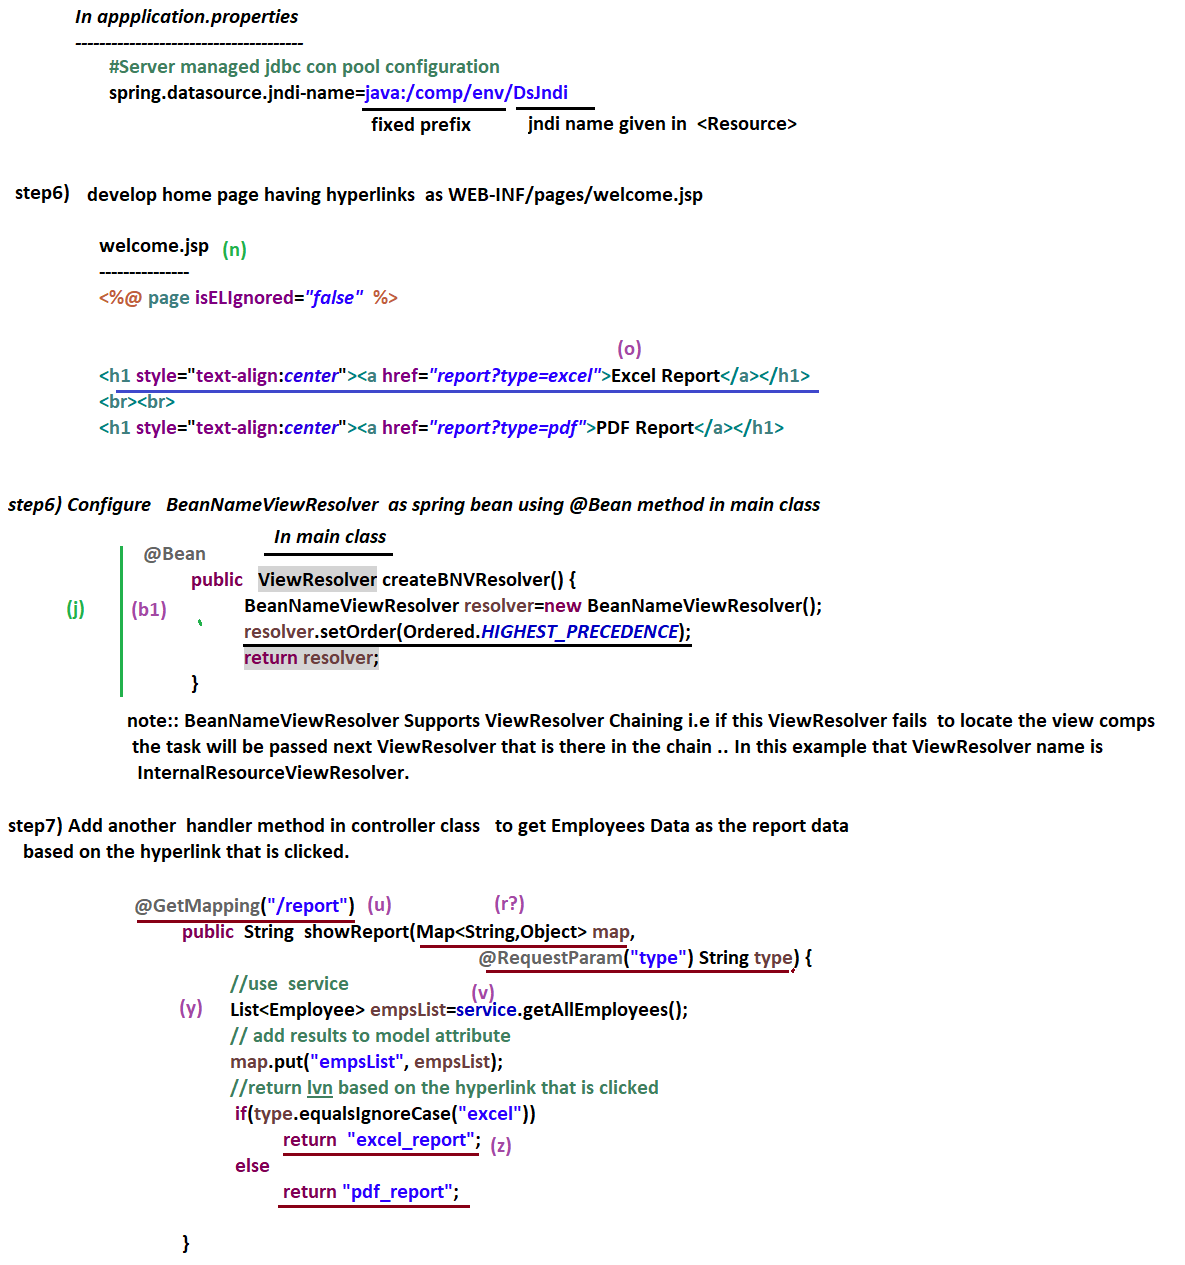 In appplication.properties
--------------------------------------
#Server managed jdbc con pool configuration
spring.datasource.jndi-name=java:/comp/env/DsJndi
fixed prefix jndi name given in <Resource>
step6) develop home page having hyperlinks as WEB-INF/pages/welcome.jsp
welcome.jsp (n)
---------------
<%@ page isELIgnored="false" %>
(o)
<h1 style="text-align:center"><a href="report?type=excel">Excel Report</a></h1>
<br><br>
<h1 style="text-align:center"><a href="report?type=pdf">PDF Report</a></h1>
step6) Configure BeanNameViewResolver as spring bean using @Bean method in main class
In main class
@Bean
public ViewResolver createBNVResolver() {
(j) (b1) BeanNameViewResolver resolver=new BeanNameViewResolver();
resolver.setOrder(Ordered.HIGHEST_PRECEDENCE);
return resolver;
}
note:: BeanNameViewResolver Supports ViewResolver Chaining i.e if this ViewResolver fails to locate the view comps
the task will be passed next ViewResolver that is there in the chain .. In this example that ViewResolver name is
InternalResourceViewResolver.
step7) Add another handler method in controller class to get Employees Data as the report data
based on the hyperlink that is clicked.
@GetMapping("/report") (u) (r?)
public String showReport(Map<String,Object> map,
@RequestParam("type") String type) {
//use service
(v)
(y) List<Employee> empsList=service.getAllEmployees();
// add results to model attribute
map.put("empsList", empsList);
//return lvn based on the hyperlink that is clicked
if(type.equalsIgnoreCase("excel"))
return "excel_report"; (z)
else
return "pdf_report";
}